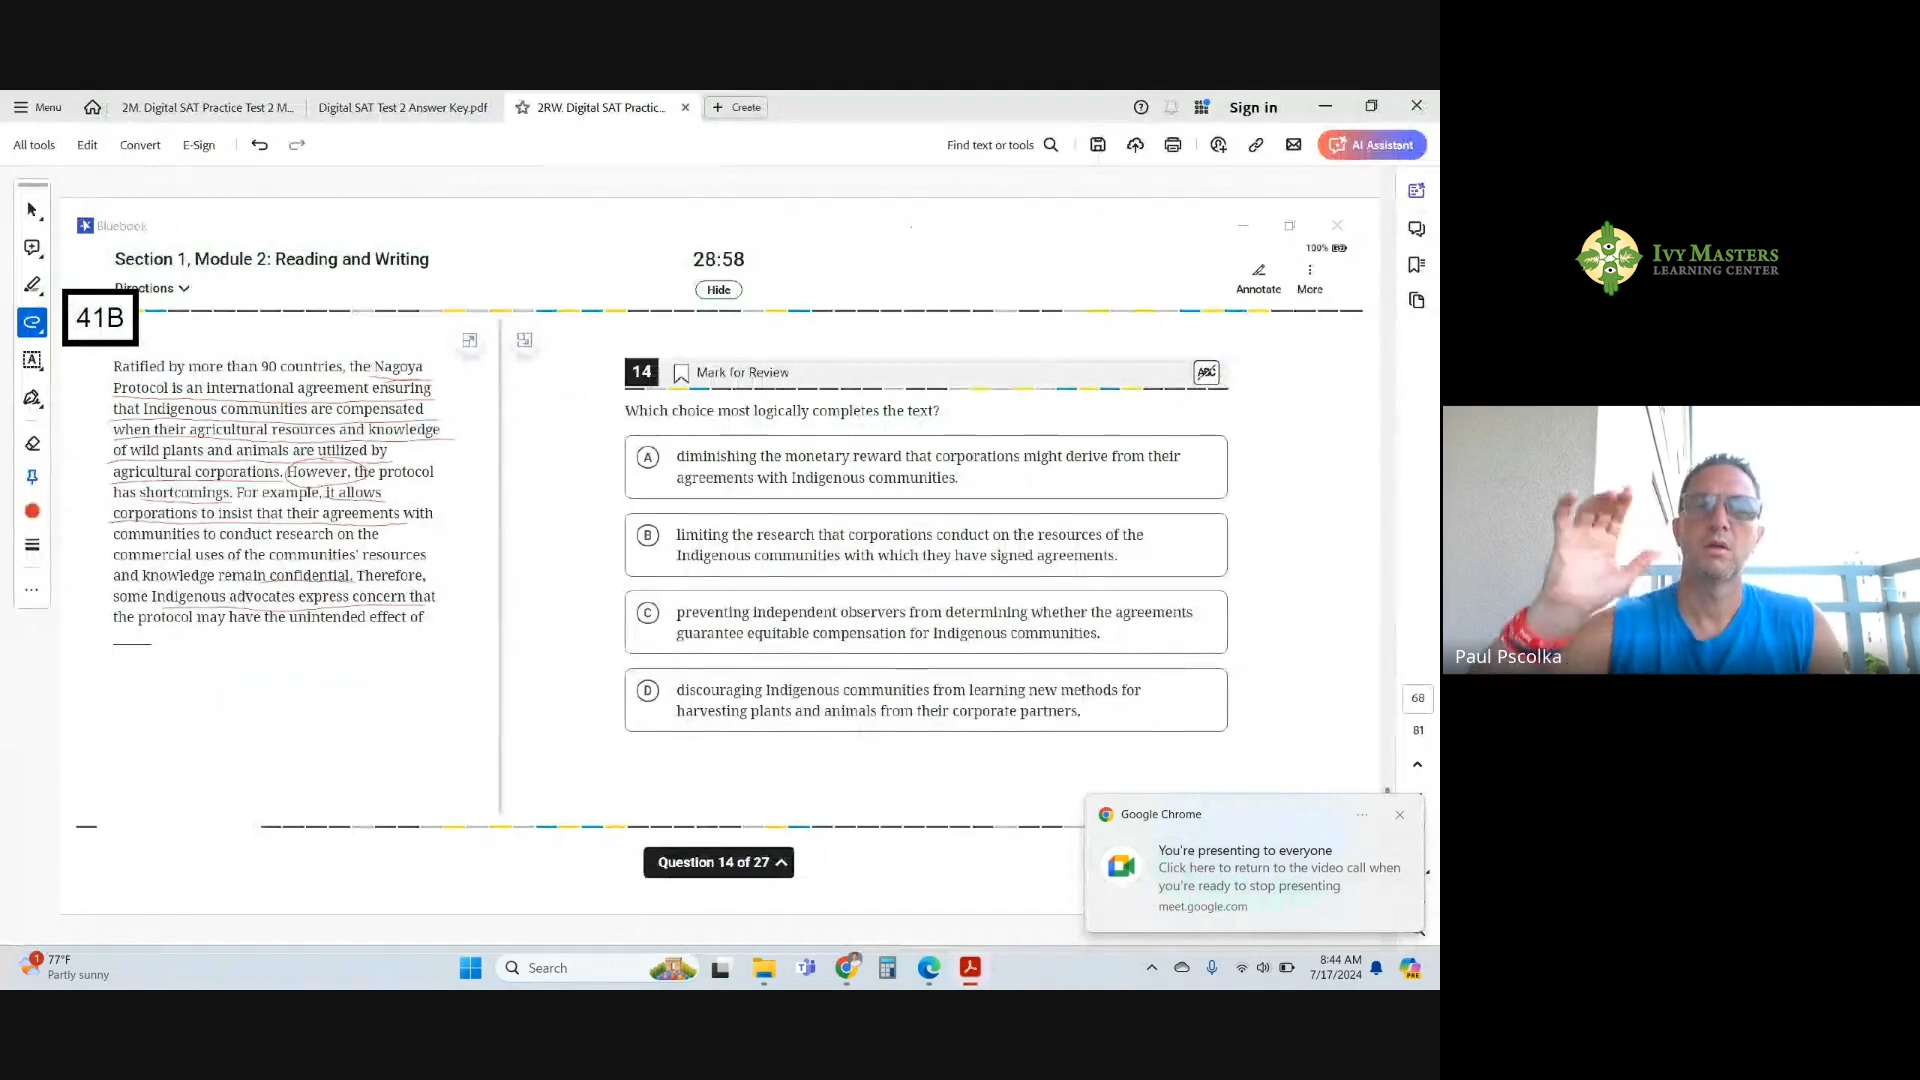 Menu
2M. Digital SAT Practice Test 2 M...
Digital SAT Test 2 Answer Key.pdf
2RW. Digital SAT Practic...
Create
Sign in
All tools
Edit
Convert
E-Sign
Find text or tools
AI Assistant
Bluebook
Section 1, Module 2: Reading and Writing
28:58
100%
Directions
Hide
Annotate
More
41B
Ratified by more than 90 countries, the Nagoya
Protocol is an international agreement ensuring
that Indigenous communities are compensated
when their agricultural resources and knowledge
of wild plants and animals are utilized by
agricultural corporations. However, the protocol
has shortcomings. For example, it allows
corporations to insist that their agreements with
communities to conduct research on the
commercial uses of the communities' resources
and knowledge remain confidential. Therefore,
some Indigenous advocates express concern that
the protocol may have the unintended effect of
14
Mark for Review
ABC
Which choice most logically completes the text?
A
diminishing the monetary reward that corporations might derive from their
agreements with Indigenous communities.
B
limiting the research that corporations conduct on the resources of the
Indigenous communities with which they have signed agreements.
C
preventing independent observers from determining whether the agreements
guarantee equitable compensation for Indigenous communities.
D
discouraging Indigenous communities from learning new methods for
harvesting plants and animals from their corporate partners.
68
81
Question 14 of 27
Google Chrome
You're presenting to everyone
Click here to return to the video call when
you're ready to stop presenting
meet.google.com
1
77°F
Partly sunny
Search
8:44 AM
7/17/2024
PRE
IVY MASTERS
LEARNING CENTER
Paul Pscolka